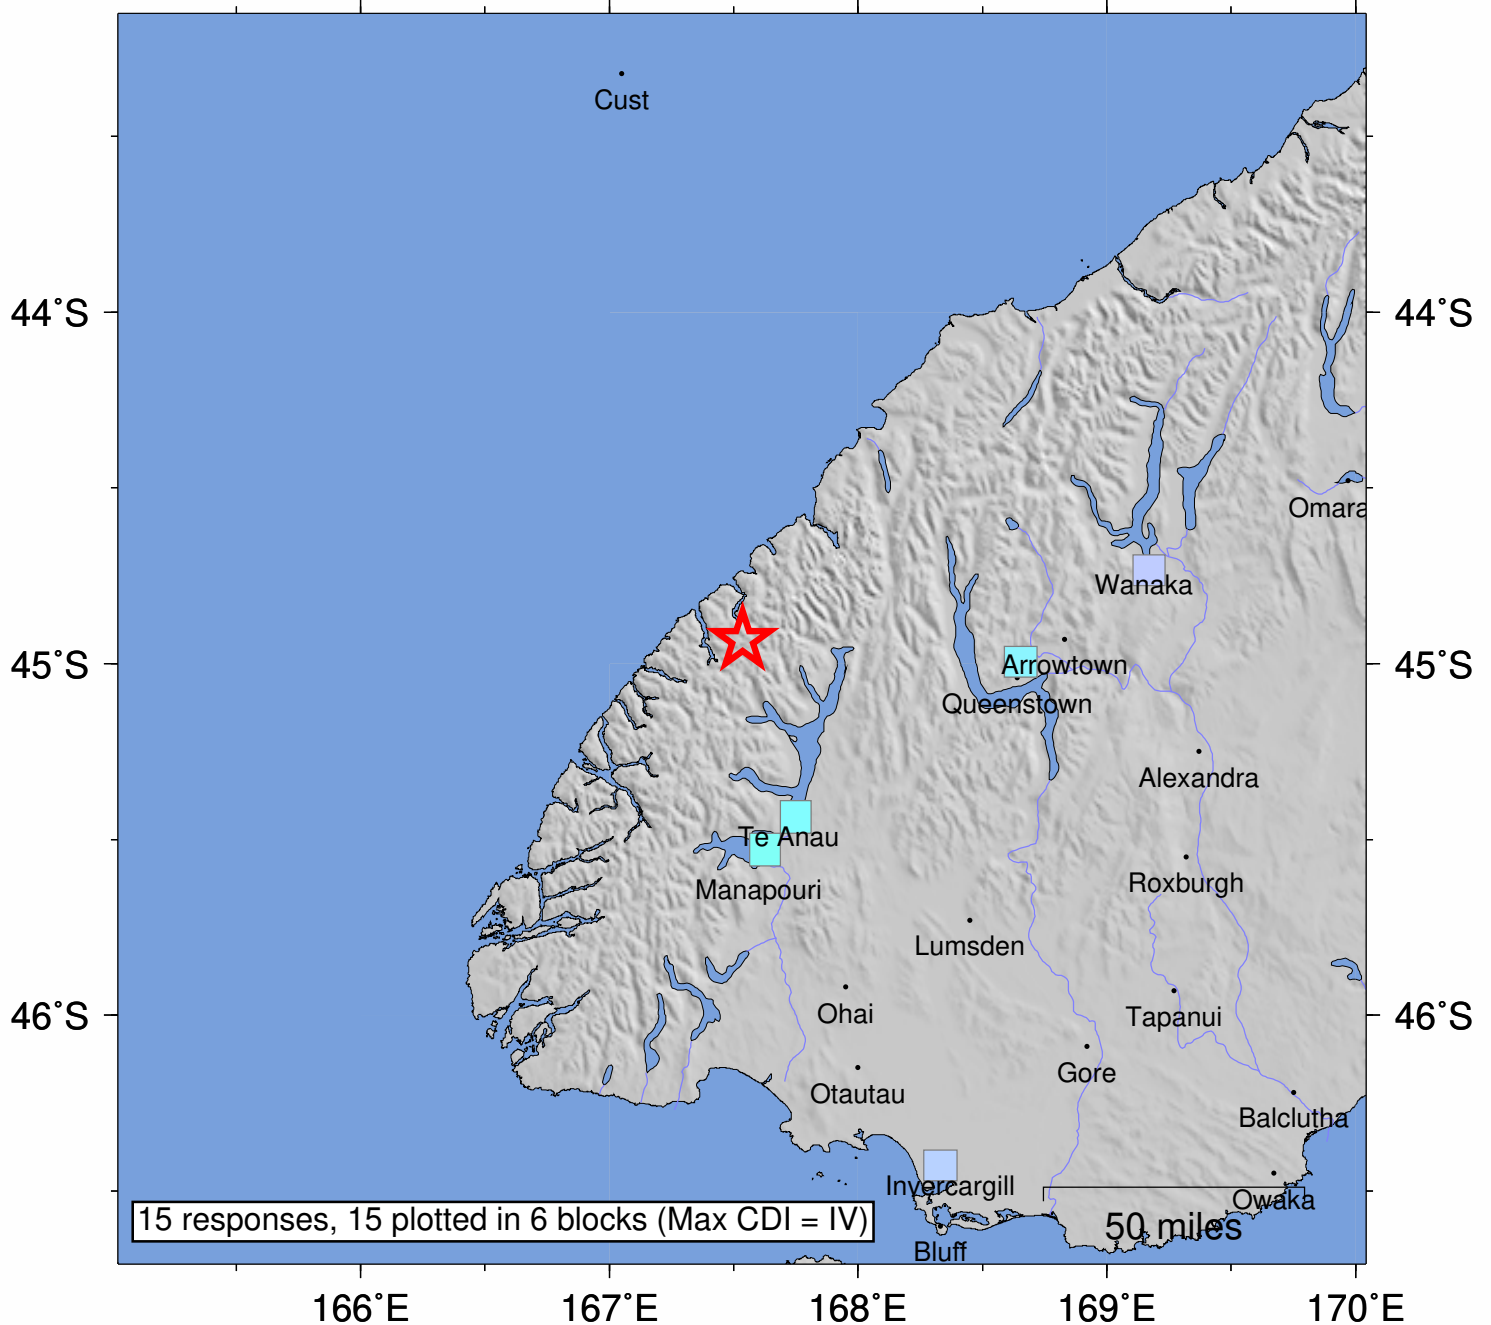 Cust
44°S
44°S
Omara
Wanaka
45°S
Arrowtown
45°S
Queenstown
Alexandra
Te Anau
Roxburgh
Manapouri
Lumsden
46°S
Ohai
Tapanui
46°S
Gore
Otautau
Balclutha
Invercargill
Owaka
15 responses, 15 plotted in 6 blocks (Max CDI = IV)
50 miles
Bluff
166°E
167°E
168°E
169°E
170°E